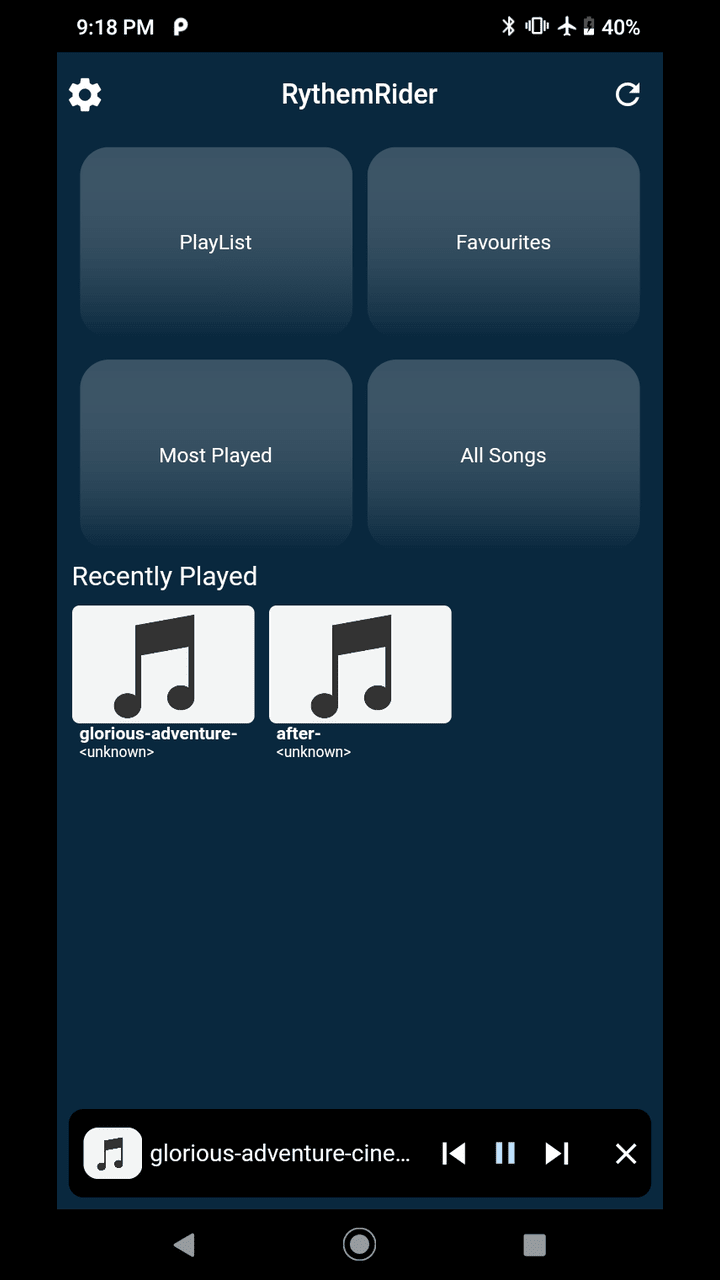 9:18 PM 40%
RythemRider
PlayList Favourites
Most Played All Songs
Recently Played
glorious-adventure- after-
<unknown> <unknown>
glorious-adventure-cine...